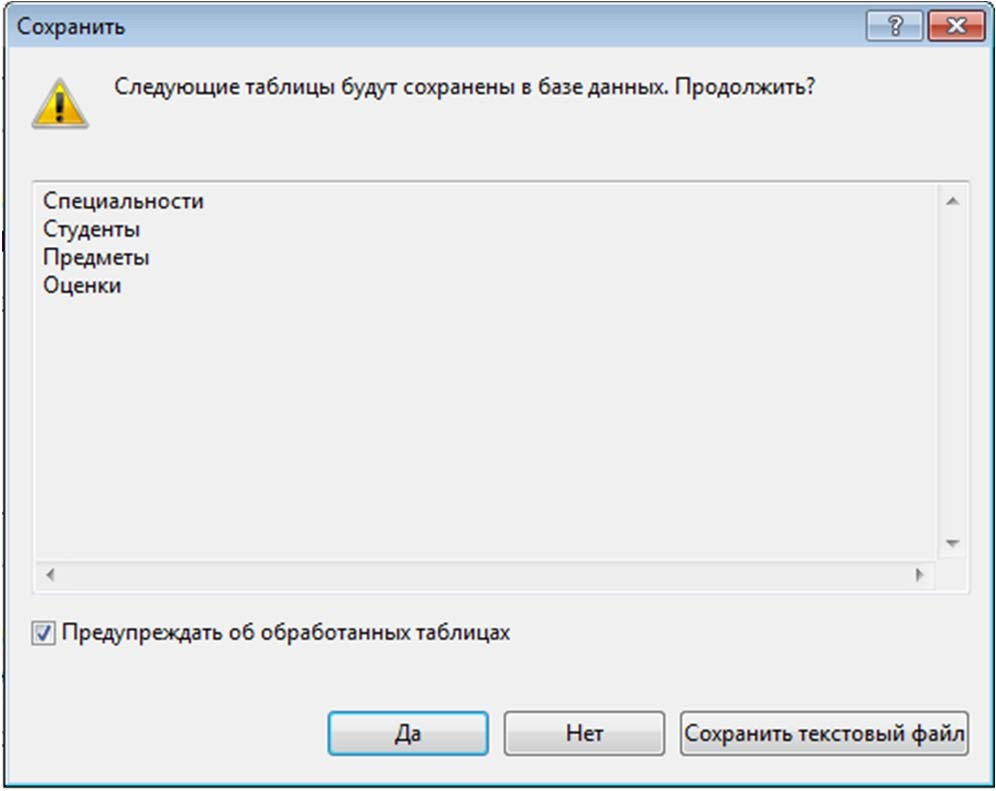 Сохранить
Следующие таблицы будут сохранены в базе данных. Продолжить?
Специальности
Студенты
Предметы
Оценки
Предупреждать об обработанных таблицах
Да
Нет
Сохранить текстовый файл